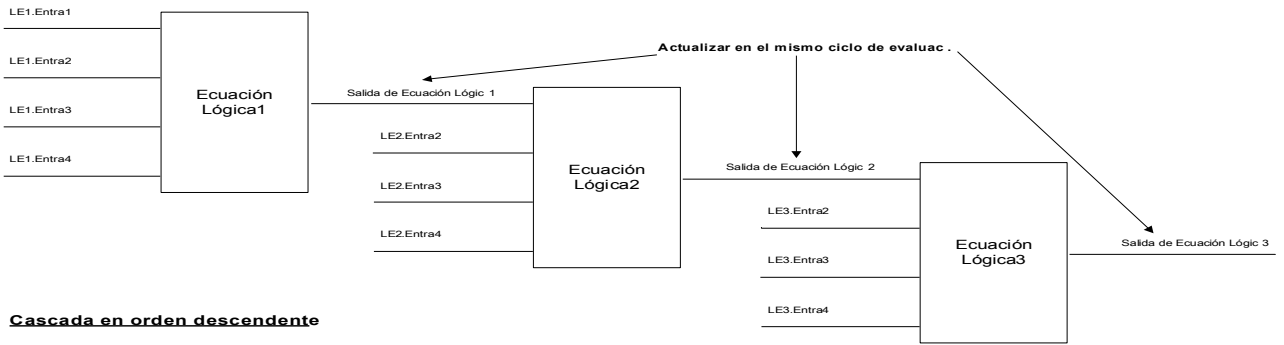 LE1.Entra1
LE1.Entra2
LE1.Entra3
LE1.Entra4
Ecuación
Lógica1
Actualizar en el mismo ciclo de evaluac .
Salida de Ecuación Lógic 1
LE2.Entra2
LE2.Entra3
LE2.Entra4
Ecuación
Lógica2
Salida de Ecuación Lógic 2
LE3.Entra2
LE3.Entra3
LE3.Entra4
Ecuación
Lógica3
Salida de Ecuación Lógic 3
Cascada en orden descendente